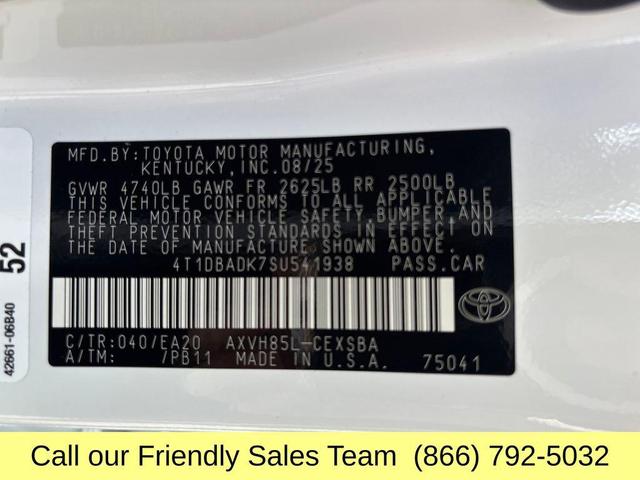 MFD.BY:TOYOTA MOTOR MANUFACTURING,
KENTUCKY,INC.08/25
GVWR 4740LB GAWR FR 2625LB RR 2500LB
THIS VEHICLE CONFORMS TO ALL APPLICABLE
FEDERAL MOTOR VEHICLE SAFETY,BUMPER,AND
THEFT PREVENTION STANDARDS IN EFFECT ON
THE DATE OF MANUFACTURE SHOWN ABOVE.
4T1DBADK7SU541938 PASS.CAR
C/TR:040/EA20 AXVH85L-CEXSBA
A/TM: /PB11 MADE IN U.S.A. 75041
52
42661-06B40
Call our Friendly Sales Team (866) 792-5032